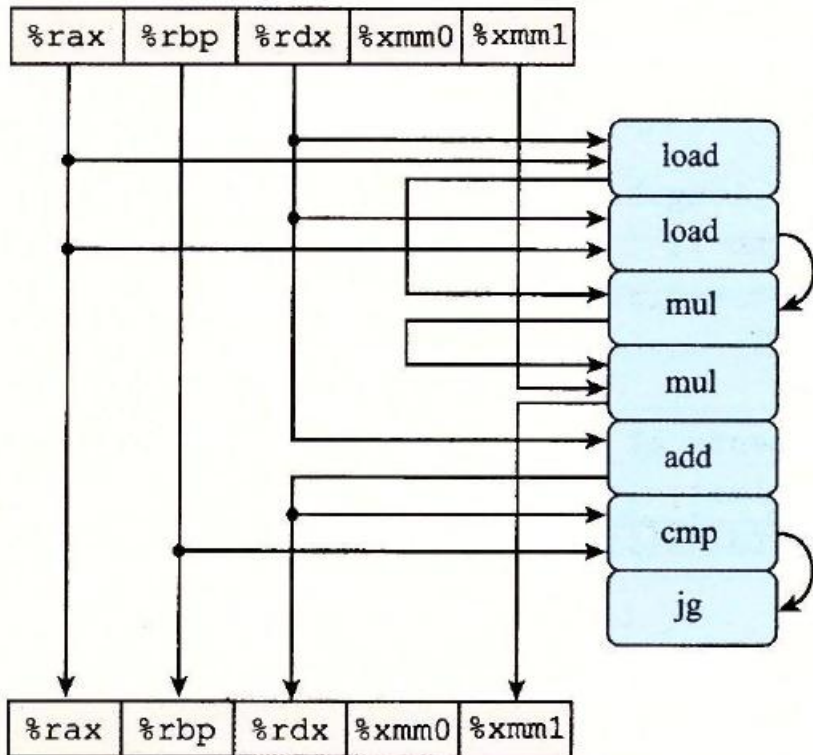 %rax %rbp %rdx %xmm0 %xmm1
load
load
mul
mul
add
cmp
jg
%rax %rbp %rdx %xmm0 %xmm1